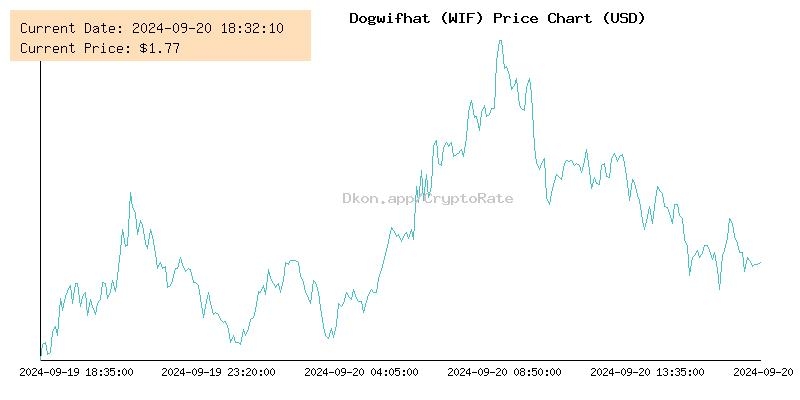 Dogwifhat (WIF) Price Chart (USD)
Current Date: 2024-09-20 18:32:10
Current Price: $1.77
Dkon.app/CryptoRate
2024-09-19 18:35:00
2024-09-19 23:20:00
2024-09-20 04:05:00
2024-09-20 08:50:00
2024-09-20 13:35:00
2024-09-20